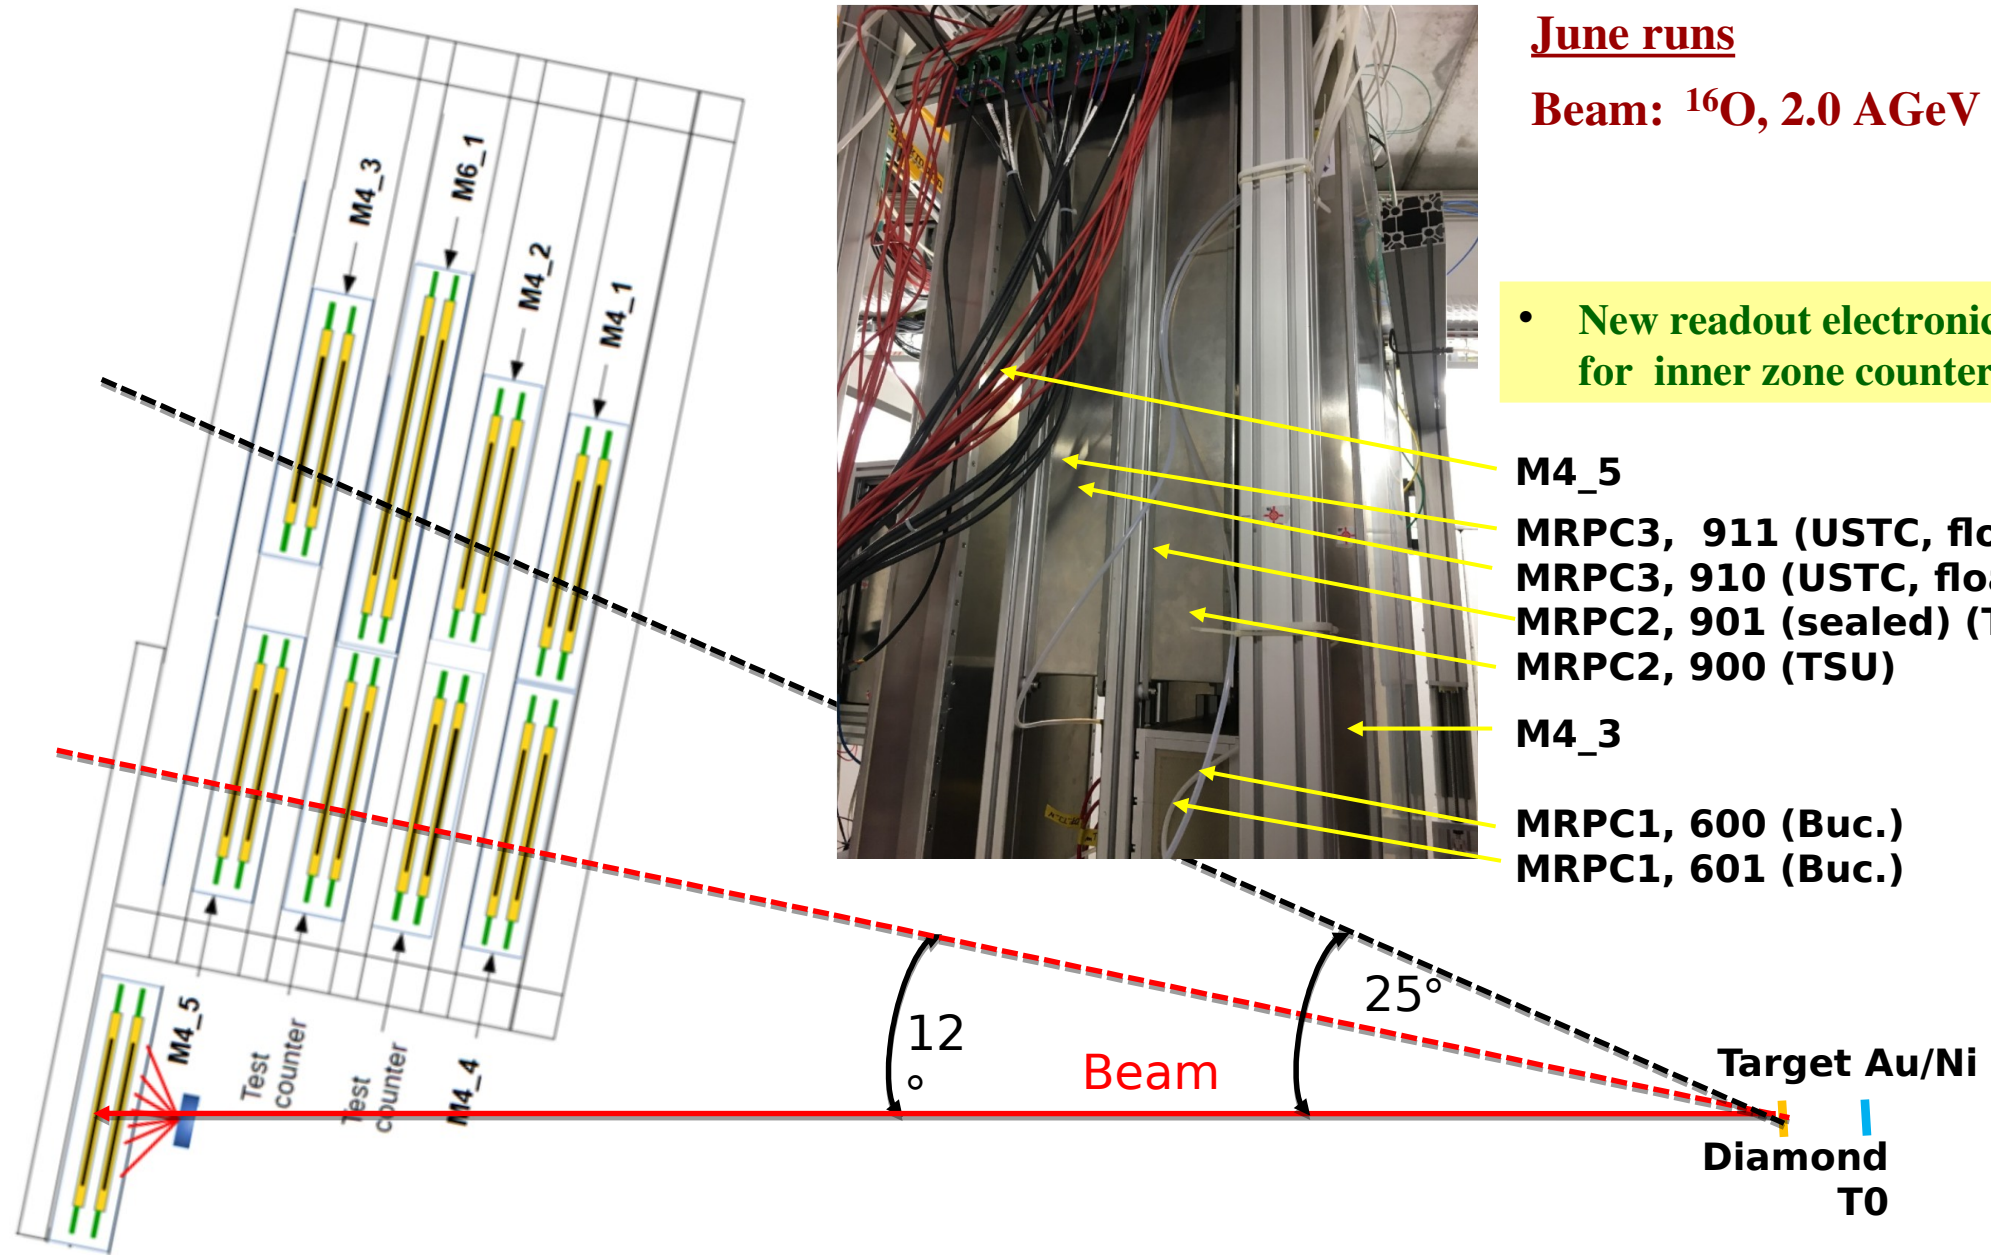 June runs
Beam: ¹⁶O, 2.0 AGeV
M4_3
M6_1
M4_2
M4_1
• New readout electronic
for inner zone counter
M4_5
MRPC3, 911 (USTC, flo
MRPC3, 910 (USTC, floa
MRPC2, 901 (sealed) (T
MRPC2, 900 (TSU)
M4_3
MRPC1, 600 (Buc.)
MRPC1, 601 (Buc.)
M4_5
Test
counter
Test
counter
M4_4
12
°
25°
Beam
Target Au/Ni
Diamond
T0